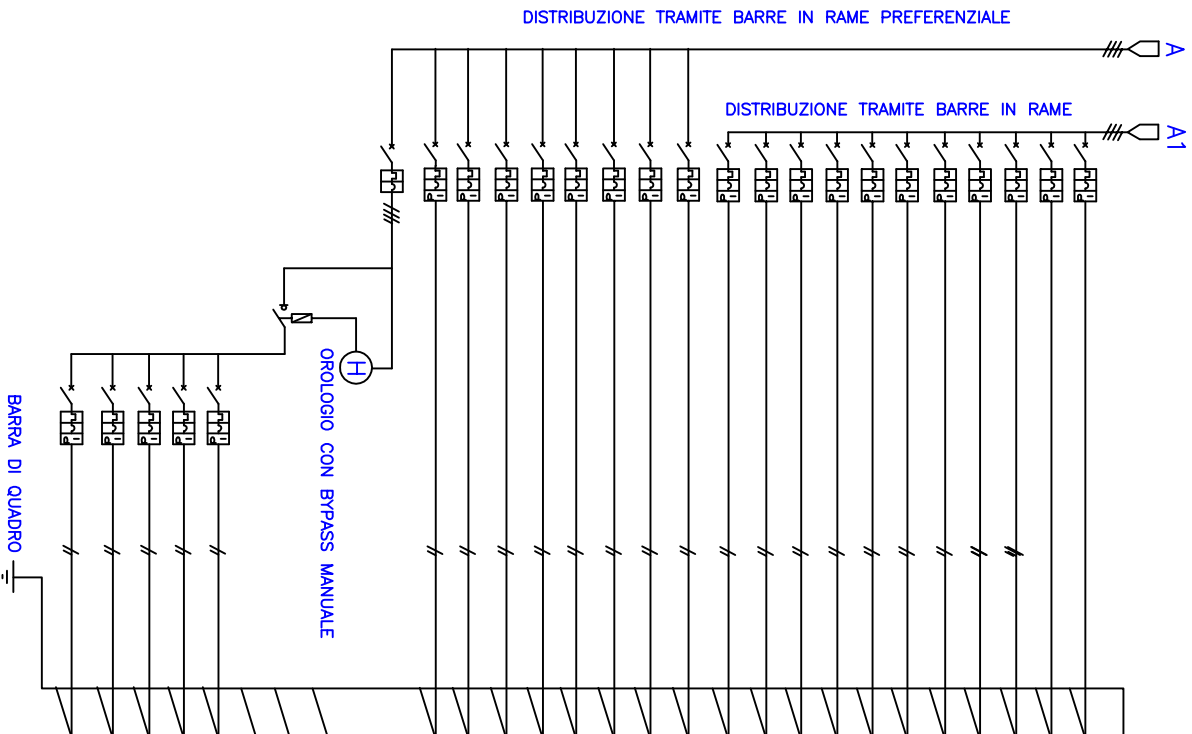 DISTRIBUZIONE TRAMITE BARRE IN RAME PREFERENZIALE
A
DISTRIBUZIONE TRAMITE BARRE IN RAME
A1
H
OROLOGIO CON BYPASS MANUALE
BARRA DI QUADRO